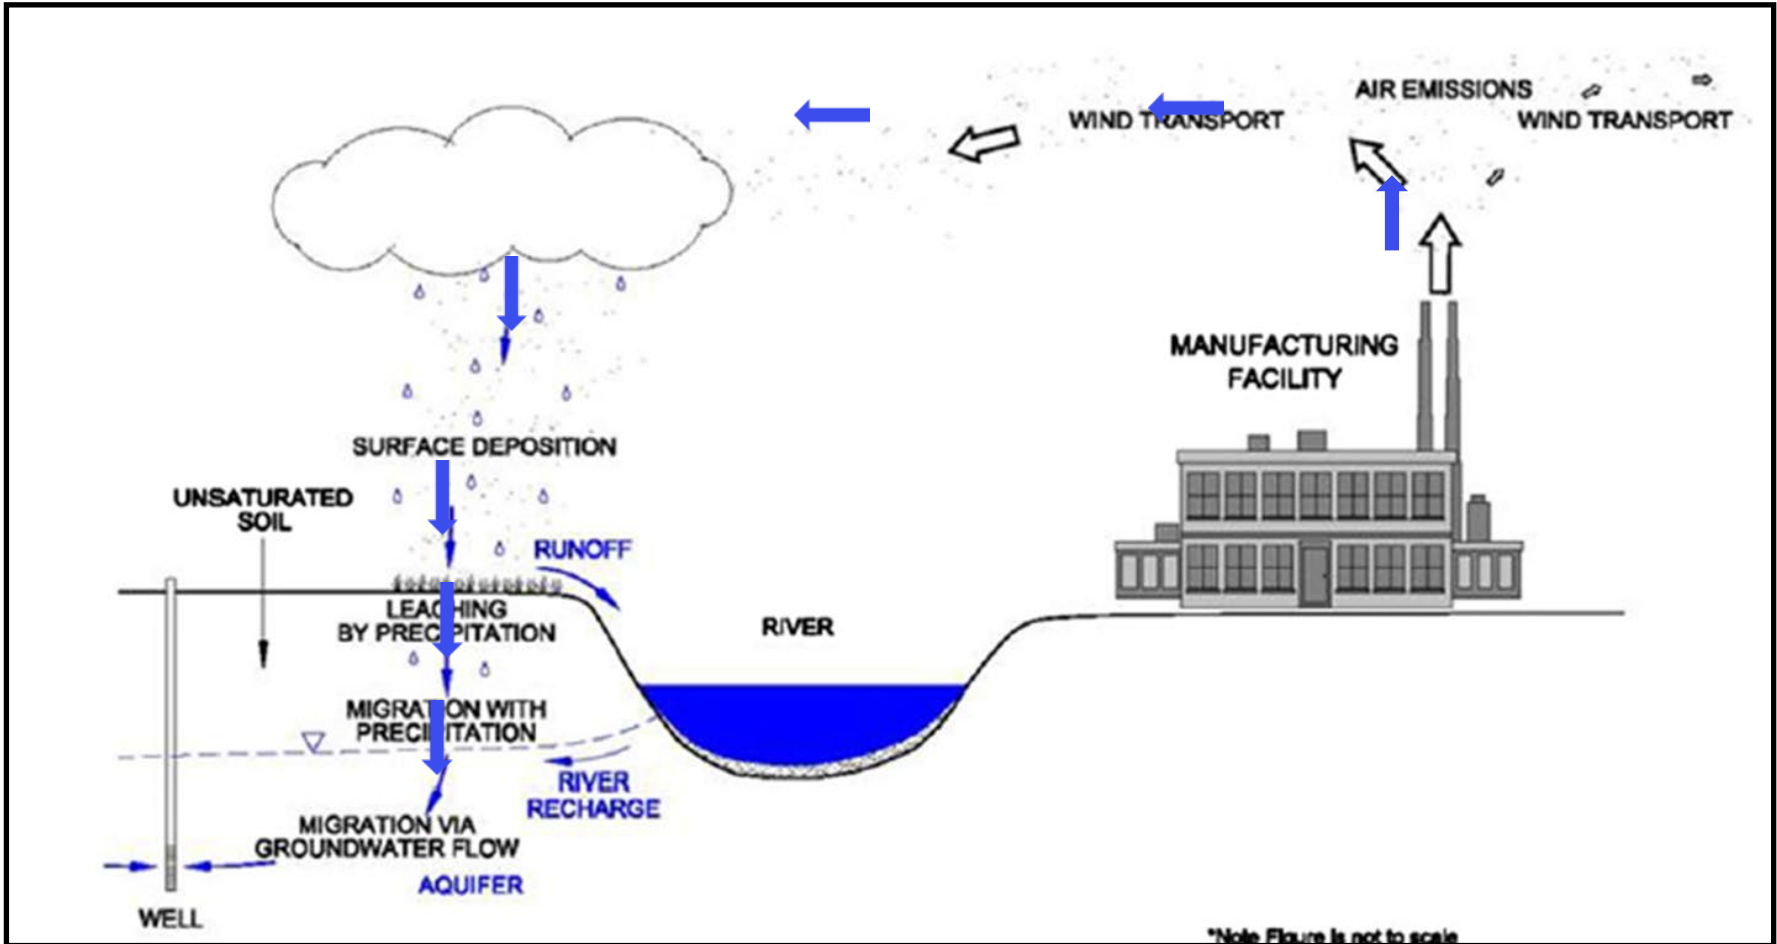 AIR EMISSIONS
WIND TRANSPORT
WIND TRANSPORT
MANUFACTURING
FACILITY
SURFACE DEPOSITION
UNSATURATED
SOIL
RUNOFF
LEACHING
BY PRECIPITATION
RIVER
MIGRATION WITH
PRECIPITATION
RIVER
RECHARGE
MIGRATION VIA
GROUNDWATER FLOW
AQUIFER
WELL
*Note Figure is not to scale